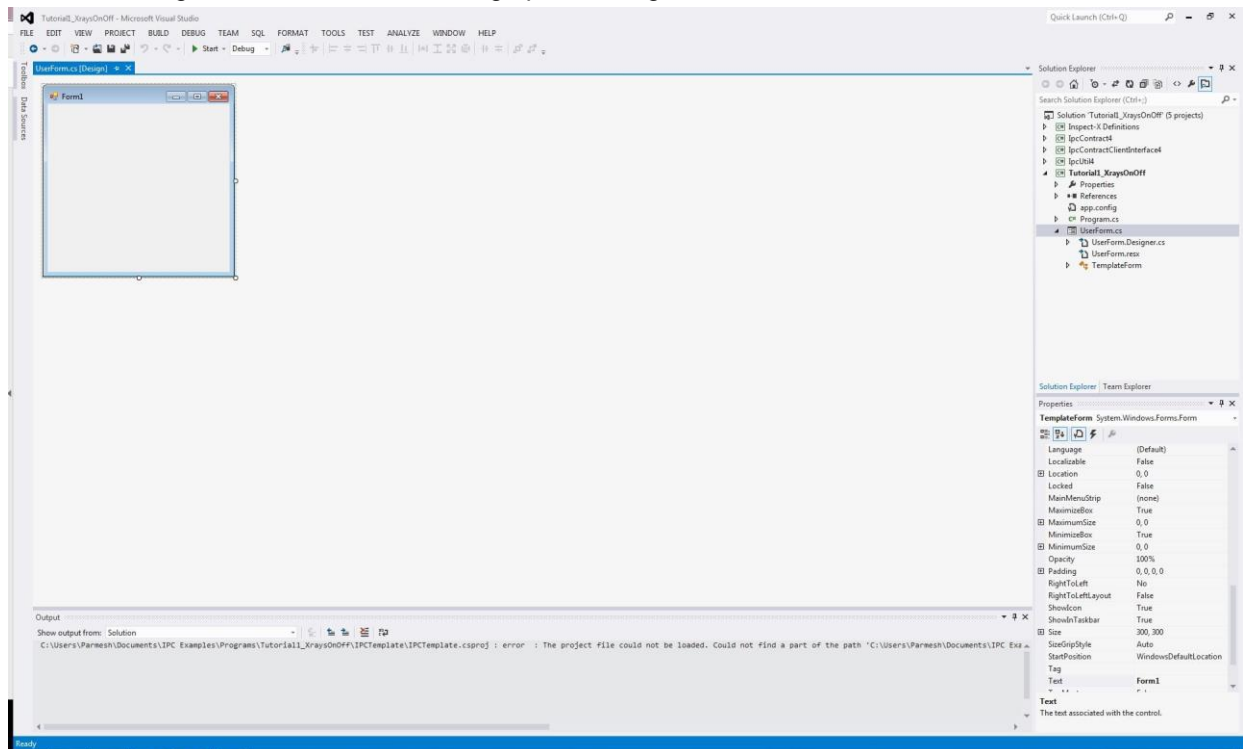 Tutorial1_XraysOnOff - Microsoft Visual Studio
Quick Launch (Ctrl+Q)
FILE EDIT VIEW PROJECT BUILD DEBUG TEAM SQL FORMAT TOOLS TEST ANALYZE WINDOW HELP
Start - Debug
Toolbox
Data Sources
UserForm.cs [Design]
Form1
Solution Explorer
Search Solution Explorer (Ctrl+;)
Solution 'Tutorial1_XraysOnOff' (5 projects)
Inspect-X Definitions
IpcContract4
IpcContractClientInterface4
IpcUtil4
Tutorial1_XraysOnOff
Properties
References
app.config
Program.cs
UserForm.cs
UserForm.Designer.cs
UserForm.resx
TemplateForm
Solution Explorer Team Explorer
Properties
TemplateForm System.Windows.Forms.Form
Language (Default)
Localizable False
Location 0, 0
Locked False
MainMenuStrip (none)
MaximizeBox True
MaximumSize 0, 0
MinimizeBox True
MinimumSize 0, 0
Opacity 100%
Padding 0, 0, 0, 0
RightToLeft No
RightToLeftLayout False
ShowIcon True
ShowInTaskbar True
Size 300, 300
SizeGripStyle Auto
StartPosition WindowsDefaultLocation
Tag
Text Form1
Text
The text associated with the control.
Output
Show output from: Solution
C:\Users\Parmesh\Documents\IPC Examples\Programs\Tutorial1_XraysOnOff\IPCTemplate\IPCTemplate.csproj : error : The project file could not be loaded. Could not find a part of the path 'C:\Users\Parmesh\Documents\IPC Exa
Ready